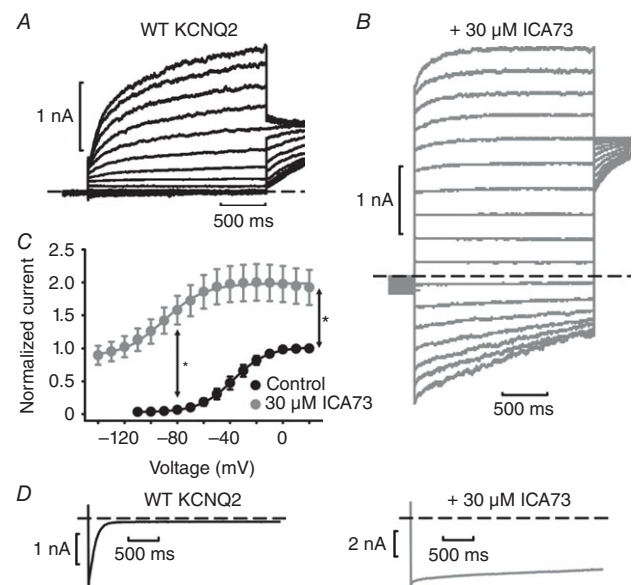 A
WT KCNQ2
1 nA
500 ms
B
+ 30 µM ICA73
1 nA
500 ms
C
Normalized current
2.5
2.0
1.5
1.0
0.5
0
*
*
Control
30 µM ICA73
−120 −80 −40 0
Voltage (mV)
D
WT KCNQ2
1 nA
500 ms
+ 30 µM ICA73
2 nA
500 ms